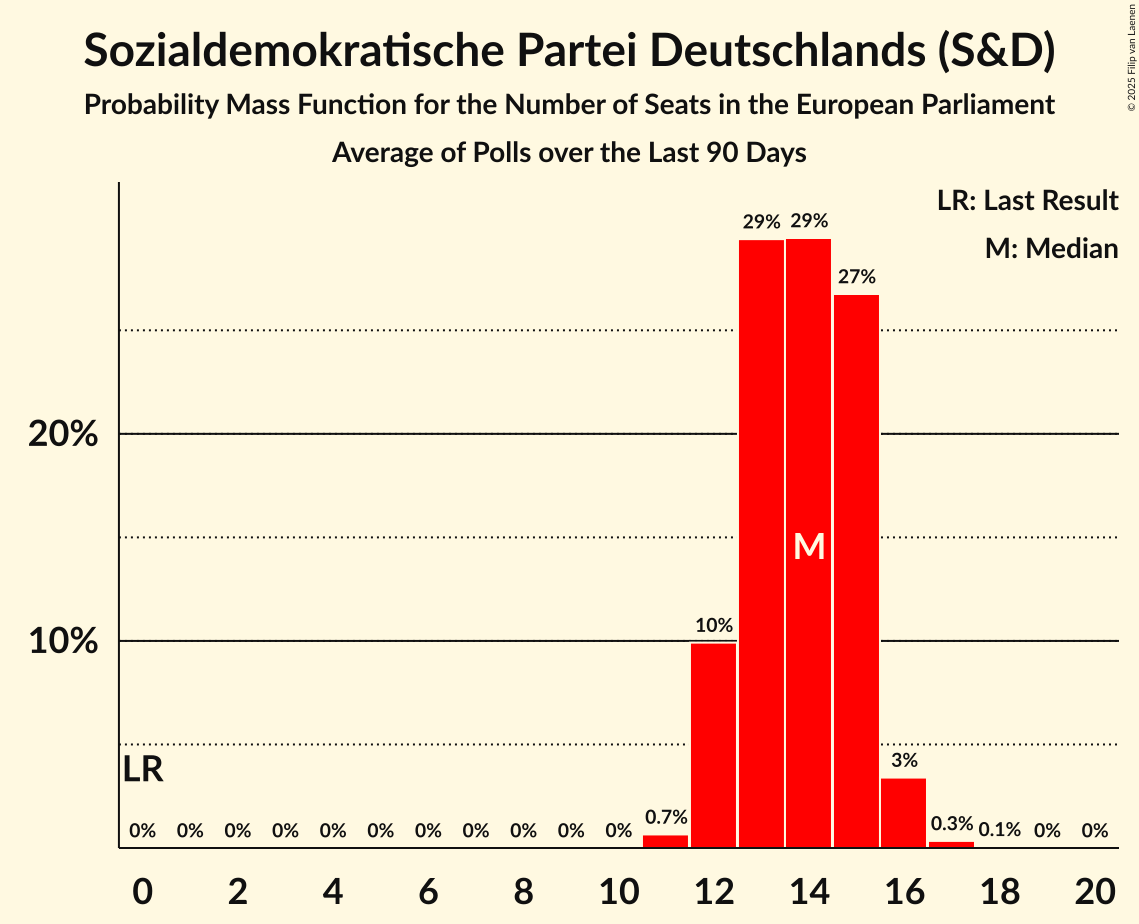 Sozialdemokratische Partei Deutschlands (S&D)
Probability Mass Function for the Number of Seats in the European Parliament
Average of Polls over the Last 90 Days
© 2025 Filip van Laenen
LR: Last Result
M: Median
29% 29%
27%
20%
M
10%
10%
LR
3%
0% 0% 0% 0% 0% 0% 0% 0% 0% 0% 0% 0.7% 0.3% 0.1% 0% 0%
0 2 4 6 8 10 12 14 16 18 20